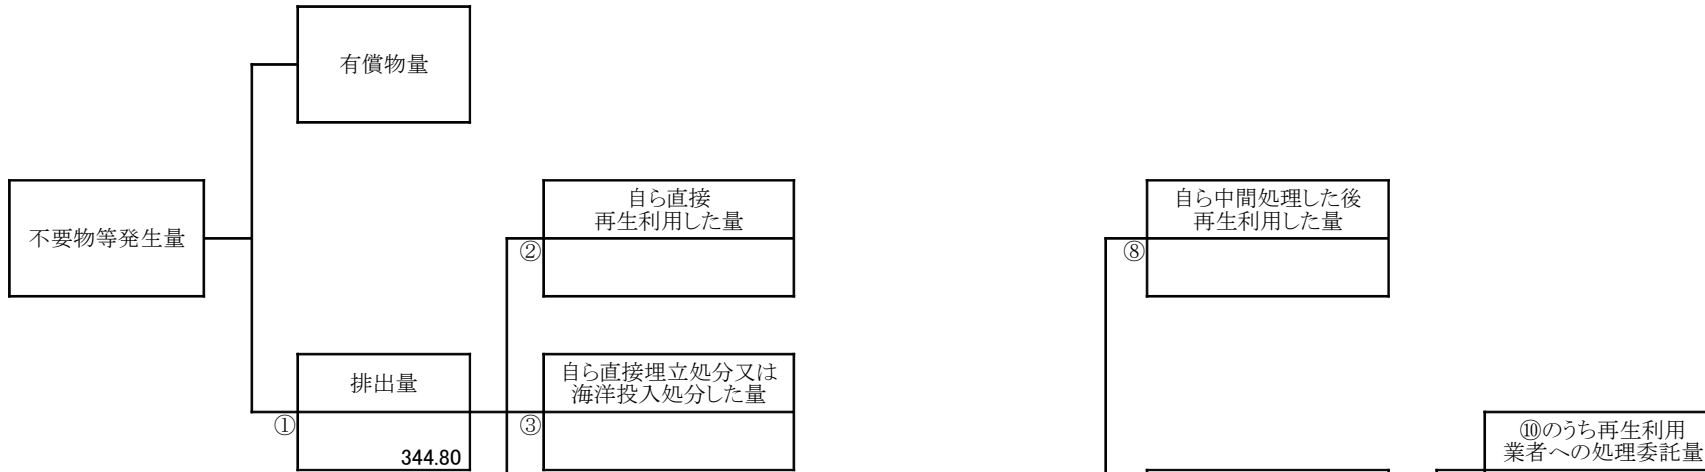 有償物量
不要物等発生量
自ら直接
再生利用した量
②
自ら中間処理した後
再生利用した量
⑧
排出量
①
344.80
自ら直接埋立処分又は
海洋投入処分した量
③
⑩のうち再生利用
業者への処理委託量